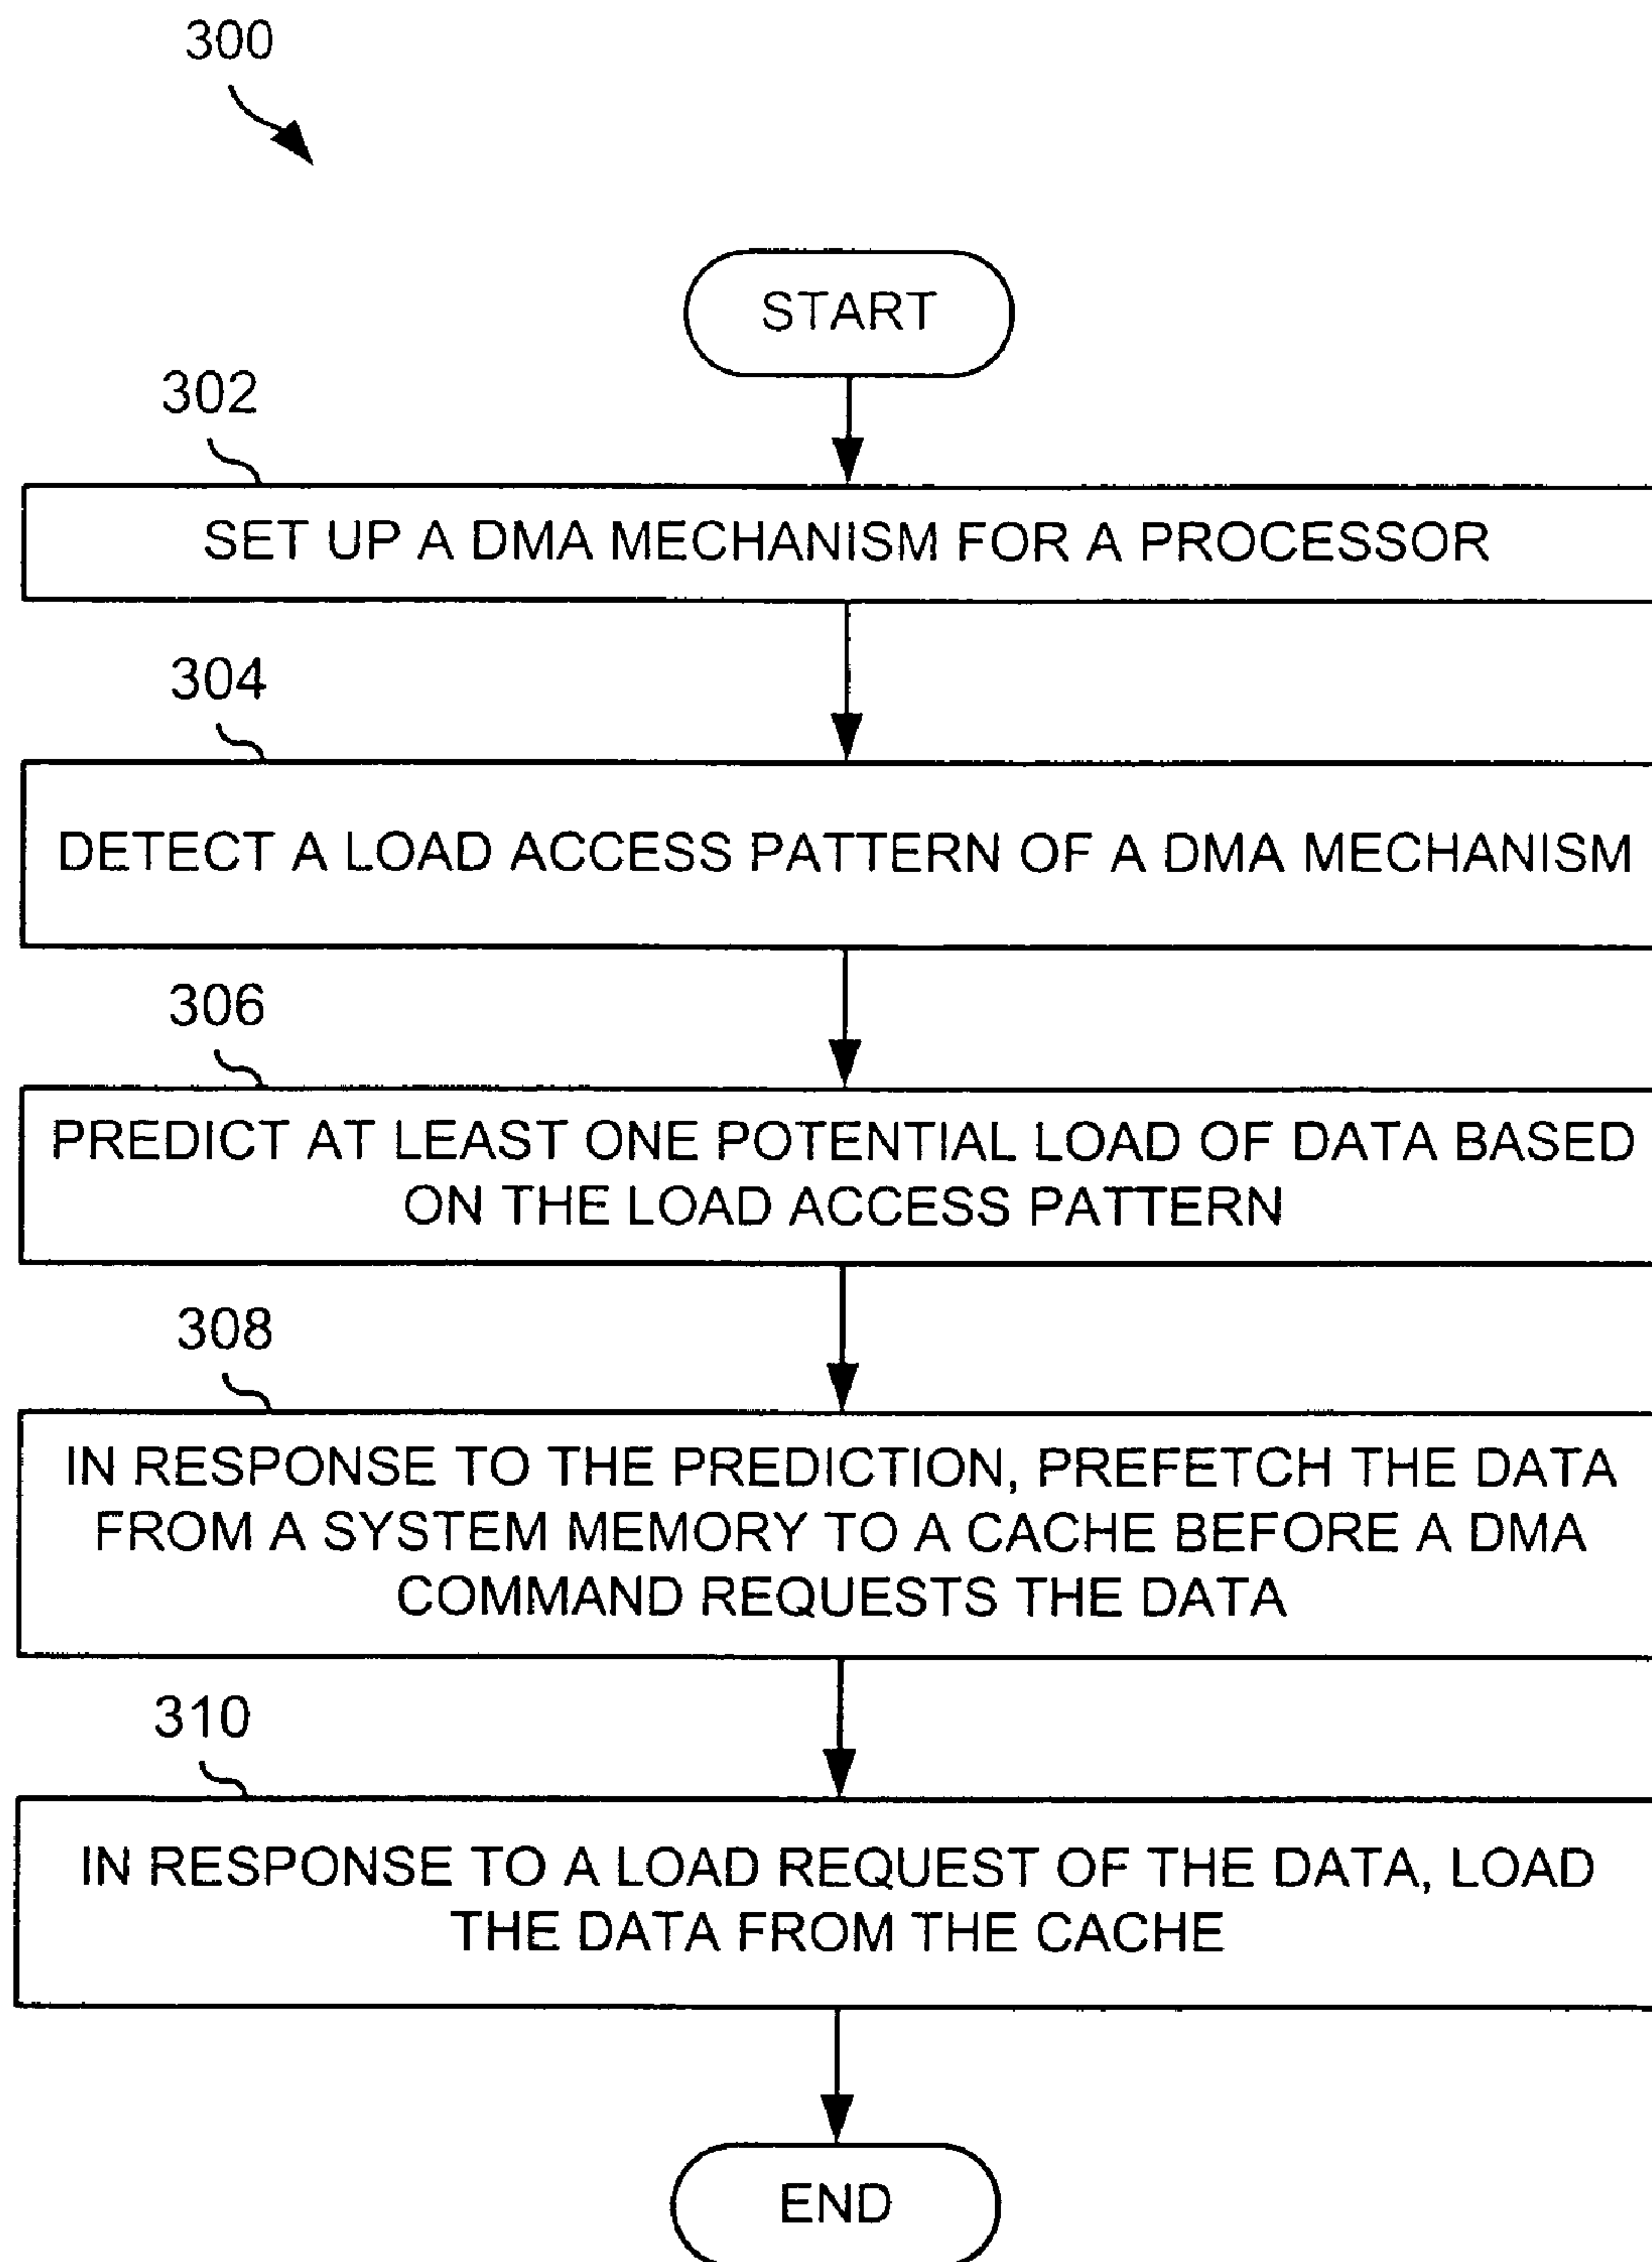 300
START
302
SET UP A DMA MECHANISM FOR A PROCESSOR
304
DETECT A LOAD ACCESS PATTERN OF A DMA MECHANISM
306
PREDICT AT LEAST ONE POTENTIAL LOAD OF DATA BASED
ON THE LOAD ACCESS PATTERN
308
IN RESPONSE TO THE PREDICTION, PREFETCH THE DATA
FROM A SYSTEM MEMORY TO A CACHE BEFORE A DMA
COMMAND REQUESTS THE DATA
310
IN RESPONSE TO A LOAD REQUEST OF THE DATA, LOAD
THE DATA FROM THE CACHE
END